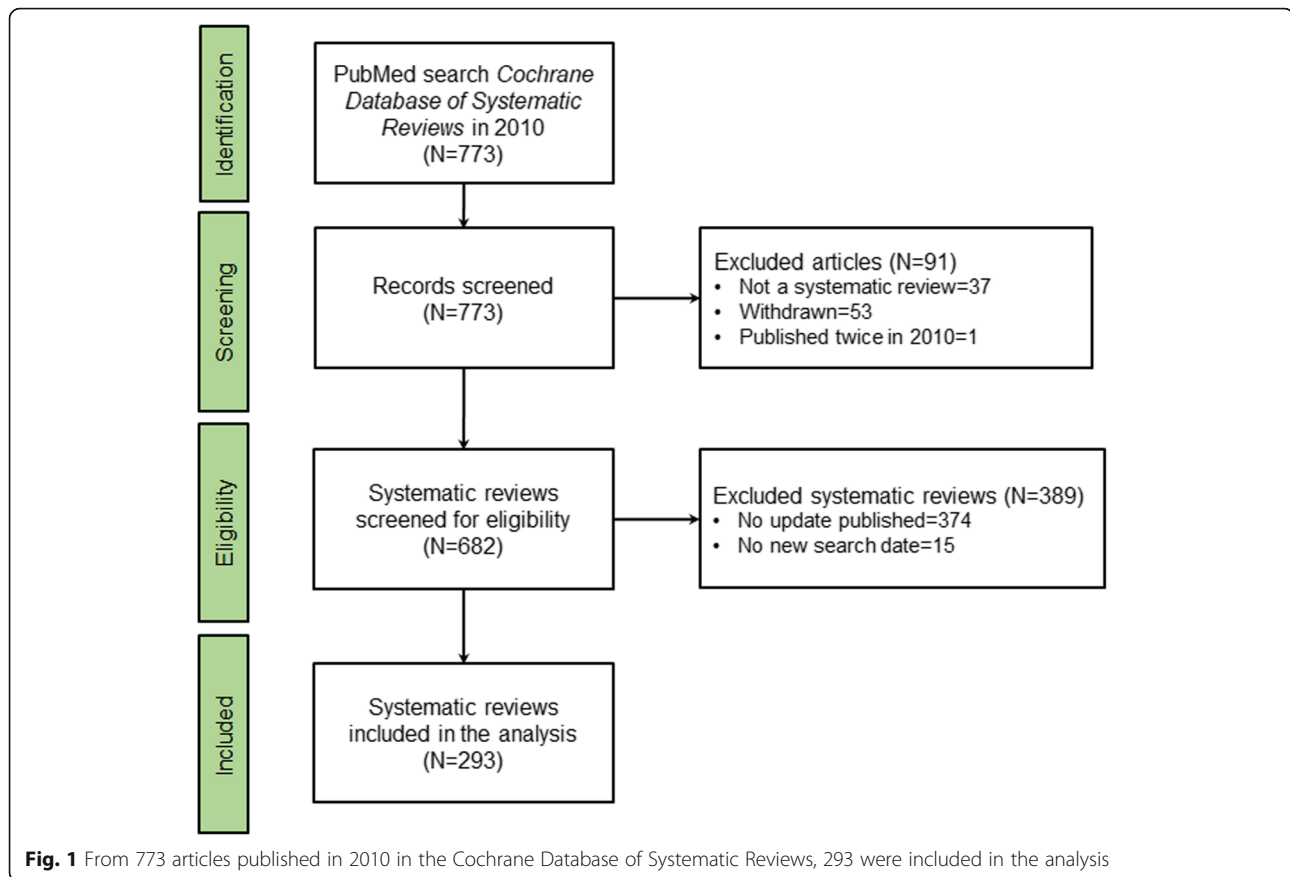 Identification
PubMed search Cochrane
Database of Systematic
Reviews in 2010
(N=773)
Screening
Records screened
(N=773)
Excluded articles (N=91)
• Not a systematic review=37
• Withdrawn=53
• Published twice in 2010=1
Eligibility
Systematic reviews
screened for eligibility
(N=682)
Excluded systematic reviews (N=389)
• No update published=374
• No new search date=15
Included
Systematic reviews
included in the analysis
(N=293)
Fig. 1 From 773 articles published in 2010 in the Cochrane Database of Systematic Reviews, 293 were included in the analysis